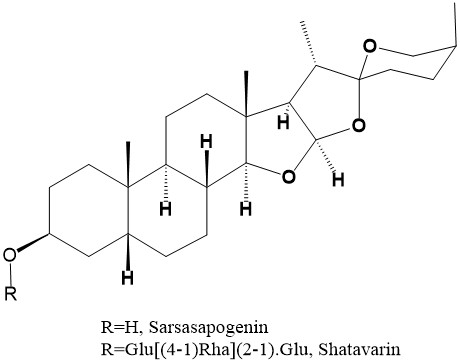 O
H
H
H
O
H
O
H
H
O
R
R=H, Sarsasapogenin
R=Glu[(4-1)Rha](2-1).Glu, Shatavarin